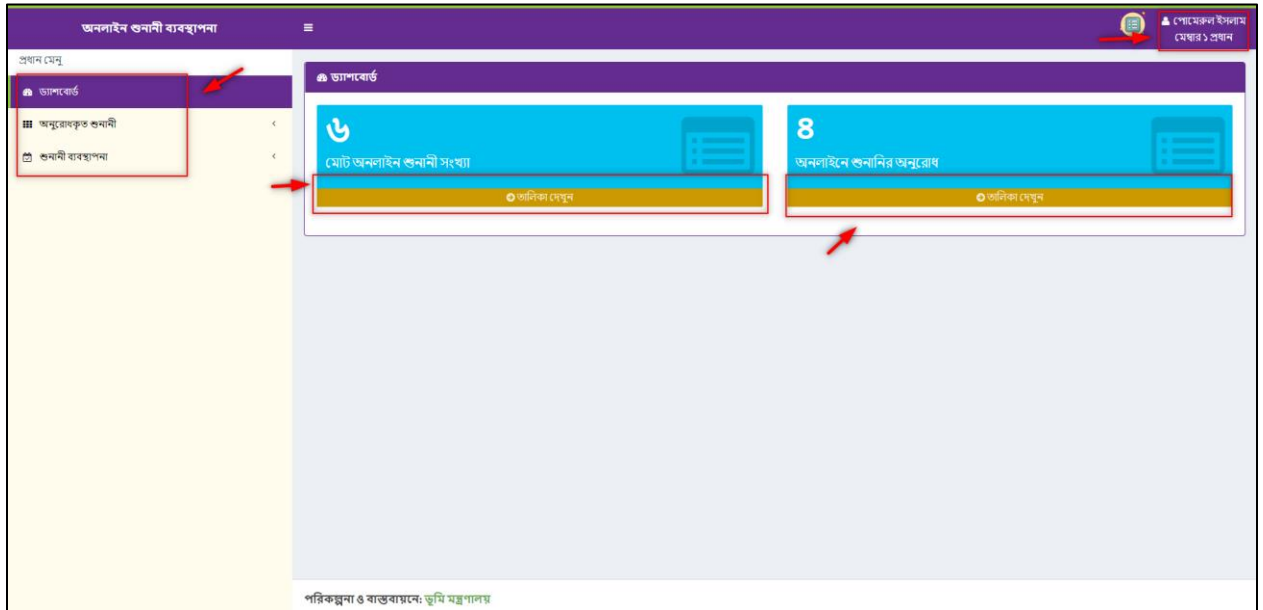 অনলাইন শুনানী ব্যবস্থাপনা
পোমেরুল ইসলাম
মেম্বার ১ প্রধান
প্রধান মেনু
ড্যাশবোর্ড
অনুরোধকৃত শুনানী
শুনানী ব্যবস্থাপনা
ড্যাশবোর্ড
৬
মোট অনলাইন শুনানী সংখ্যা
তালিকা দেখুন
৪
অনলাইনে শুনানির অনুরোধ
তালিকা দেখুন
পরিকল্পনা ও বাস্তবায়নে: ভূমি মন্ত্রণালয়